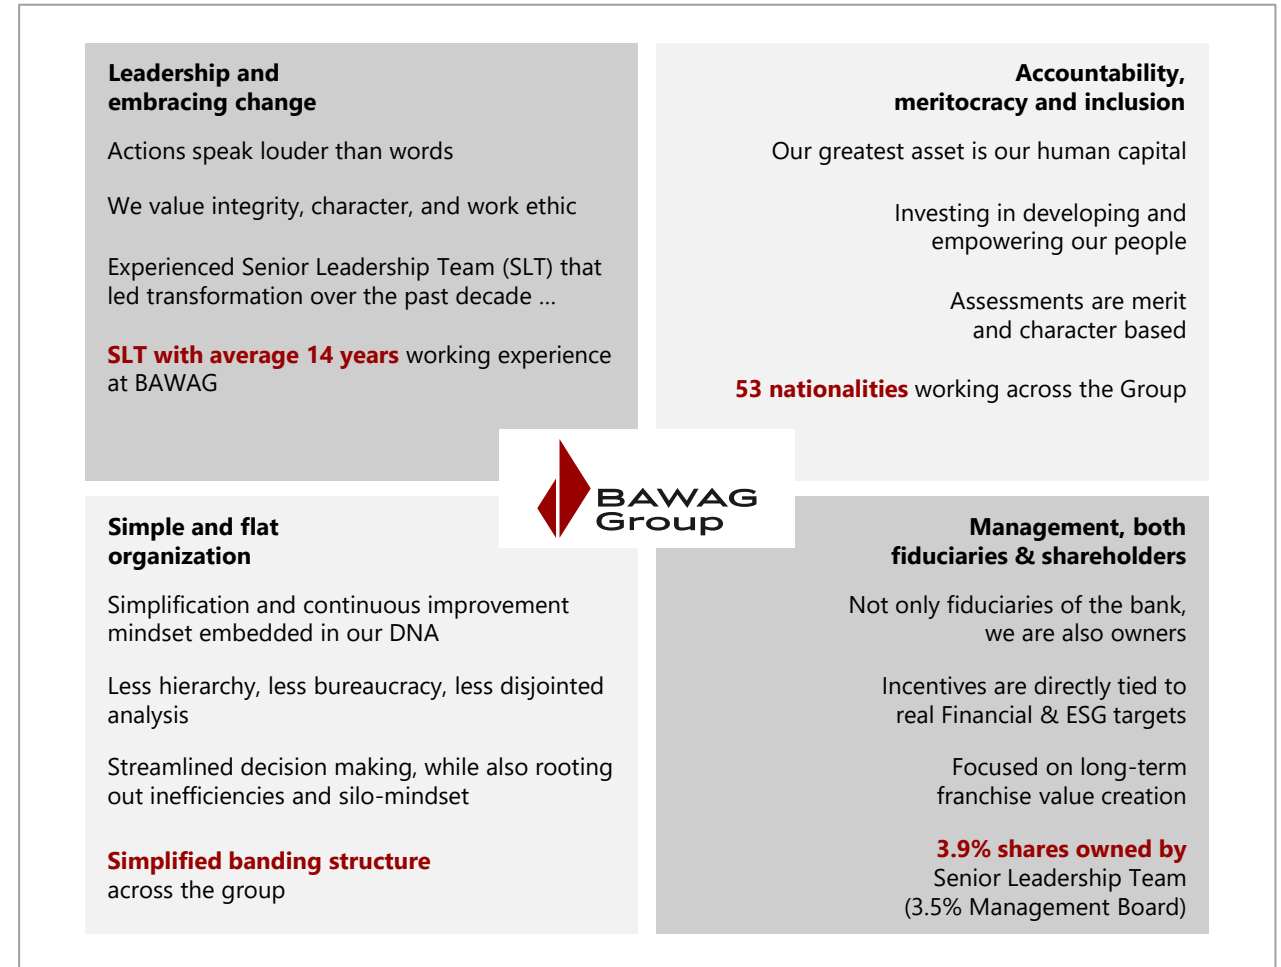 Leadership and
embracing change
Actions speak louder than words
We value integrity, character, and work ethic
Experienced Senior Leadership Team (SLT) that
led transformation over the past decade ...
SLT with average 14 years working experience
at BAWAG
Accountability,
meritocracy and inclusion
Our greatest asset is our human capital
Investing in developing and
empowering our people
Assessments are merit
and character based
53 nationalities working across the Group
BAWAG
Group
Simple and flat
organization
Simplification and continuous improvement
mindset embedded in our DNA
Less hierarchy, less bureaucracy, less disjointed
analysis
Streamlined decision making, while also rooting
out inefficiencies and silo-mindset
Simplified banding structure
across the group
Management, both
fiduciaries & shareholders
Not only fiduciaries of the bank,
we are also owners
Incentives are directly tied to
real Financial & ESG targets
Focused on long-term
franchise value creation
3.9% shares owned by
Senior Leadership Team
(3.5% Management Board)